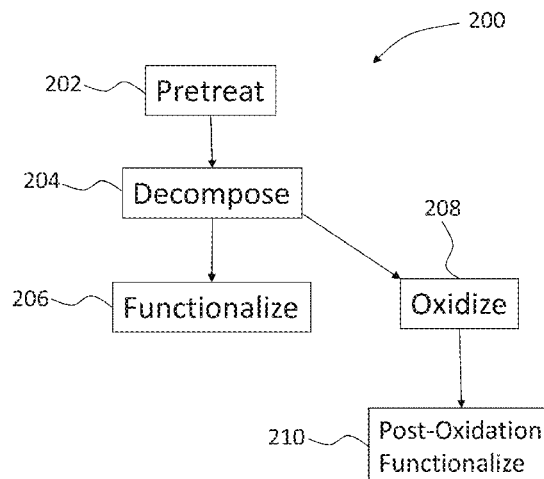 200
202
Pretreat
204
Decompose
208
206
Functionalize
Oxidize
210
Post-Oxidation
Functionalize